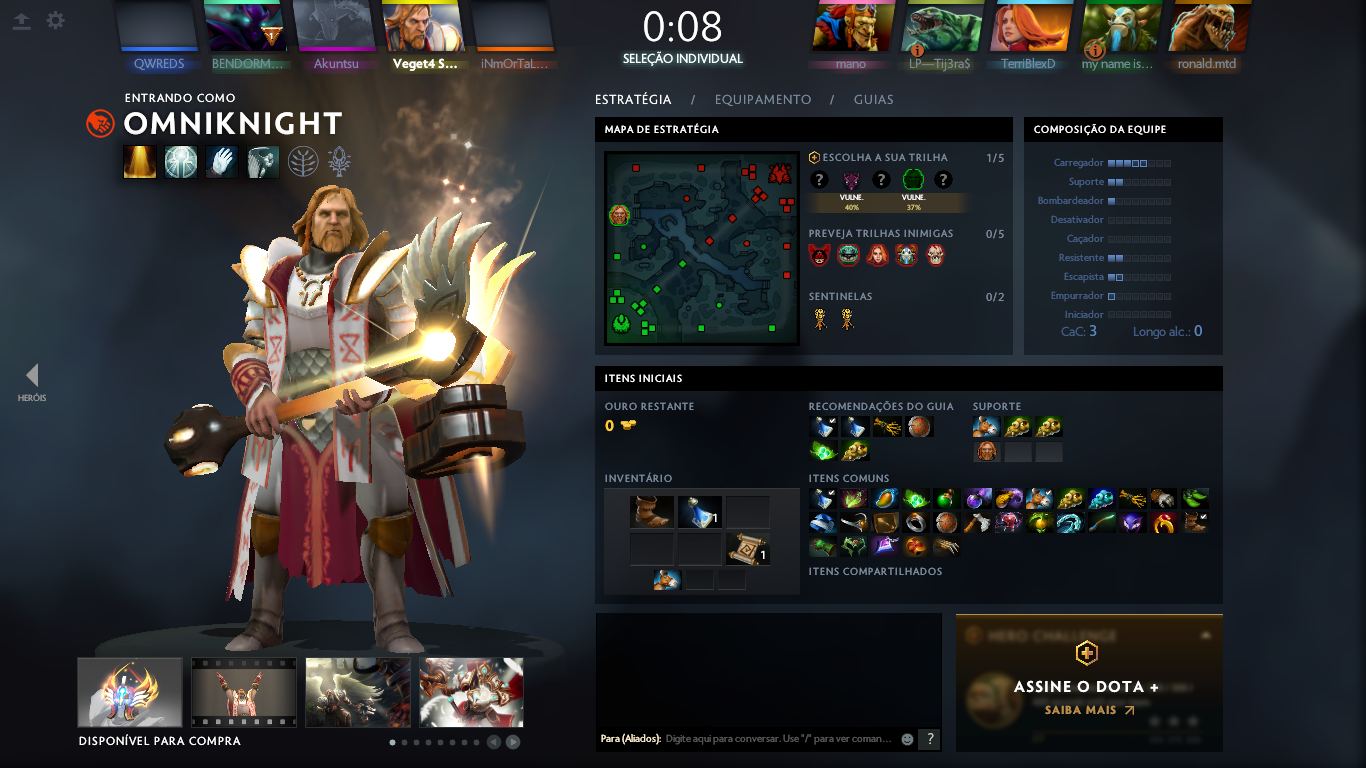 0:08
SELEÇÃO INDIVIDUAL
QWREDS
BENDORM...
Akuntsu
Veget4 S...
iNmOrTaL...
mano
LP—Tij3ra$
TerriBlexD
my name is...
ronald.mtd
ENTRANDO COMO
OMNIKNIGHT
HERÓIS
DISPONÍVEL PARA COMPRA
ESTRATÉGIA / EQUIPAMENTO / GUIAS
MAPA DE ESTRATÉGIA
ESCOLHA A SUA TRILHA 1/5
? ? ?
VULNE. VULNE.
40% 37%
PREVEJA TRILHAS INIMIGAS 0/5
SENTINELAS 0/2
COMPOSIÇÃO DA EQUIPE
Carregador
Suporte
Bombardeador
Desativador
Caçador
Resistente
Escapista
Empurrador
Iniciador
CaC: 3 Longo alc.: 0
ITENS INICIAIS
OURO RESTANTE
0
INVENTÁRIO
1
1
RECOMENDAÇÕES DO GUIA
SUPORTE
ITENS COMUNS
ITENS COMPARTILHADOS
Para (Aliados): Digite aqui para conversar. Use "/" para ver coman... ?
HERO CHALLENGE
ASSINE O DOTA +
SAIBA MAIS